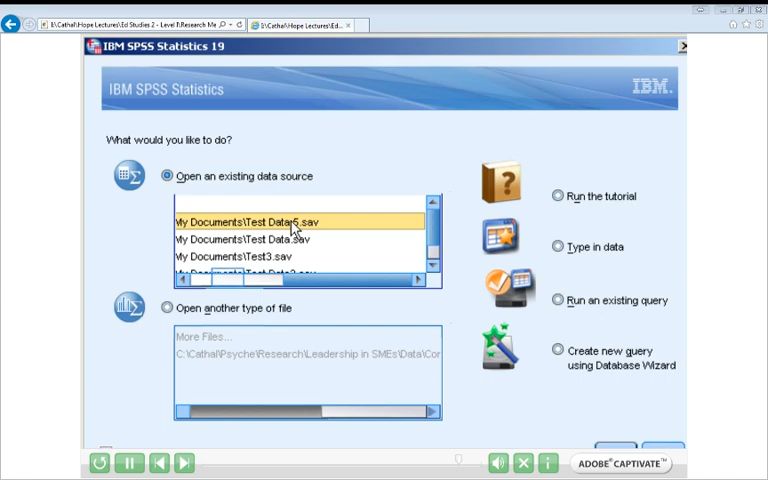 E:\Cathal\Hope Lectures\Ed Studies 2 - Level I\Research Me
E:\Cathal\Hope Lectures\Ed...
IBM SPSS Statistics 19
IBM SPSS Statistics
IBM.
What would you like to do?
Open an existing data source
My Documents\Test Data 5.sav
My Documents\Test Data.sav
My Documents\Test3.sav
Open another type of file
More Files...
C:\Cathal\Psyche\Research\Leadership in SMEs\Data\Cor
Run the tutorial
Type in data
Run an existing query
Create new query
using Database Wizard
ADOBE® CAPTIVATE™